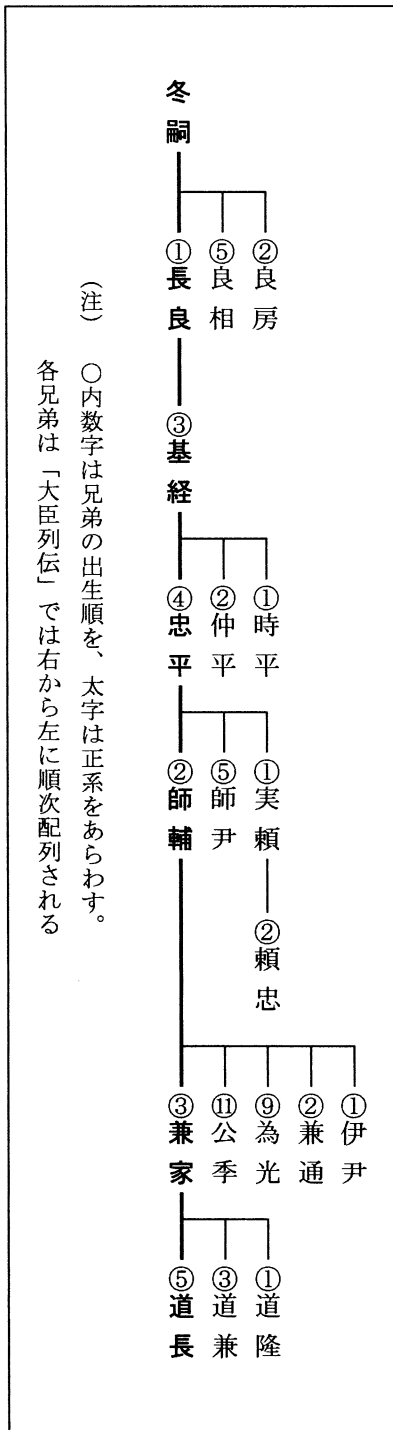 冬嗣
②良房
⑤良相
①長良
③基経
①時平
②仲平
④忠平
①実頼
②頼忠
⑤師尹
②師輔
①伊尹
②兼通
⑨為光
⑪公季
③兼家
①道隆
③道兼
⑤道長
(注) ○内数字は兄弟の出生順を、太字は正系をあらわす。
各兄弟は「大臣列伝」では右から左に順次配列される